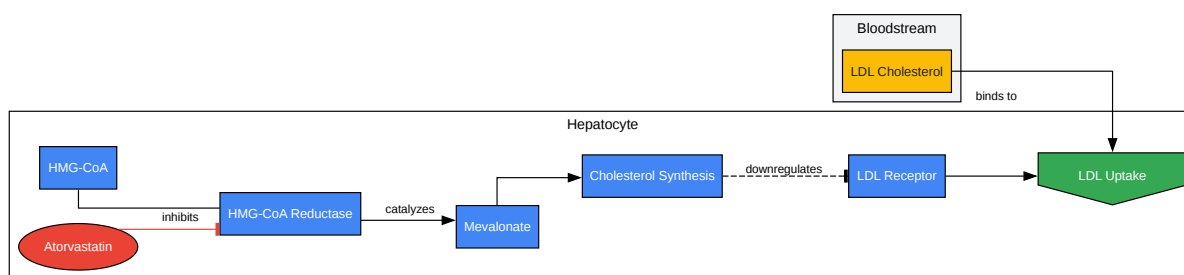 Bloodstream
LDL Cholesterol
binds to
Hepatocyte
HMG-CoA
inhibits
Atorvastatin
HMG-CoA Reductase
catalyzes
Mevalonate
Cholesterol Synthesis
downregulates
LDL Receptor
LDL Uptake